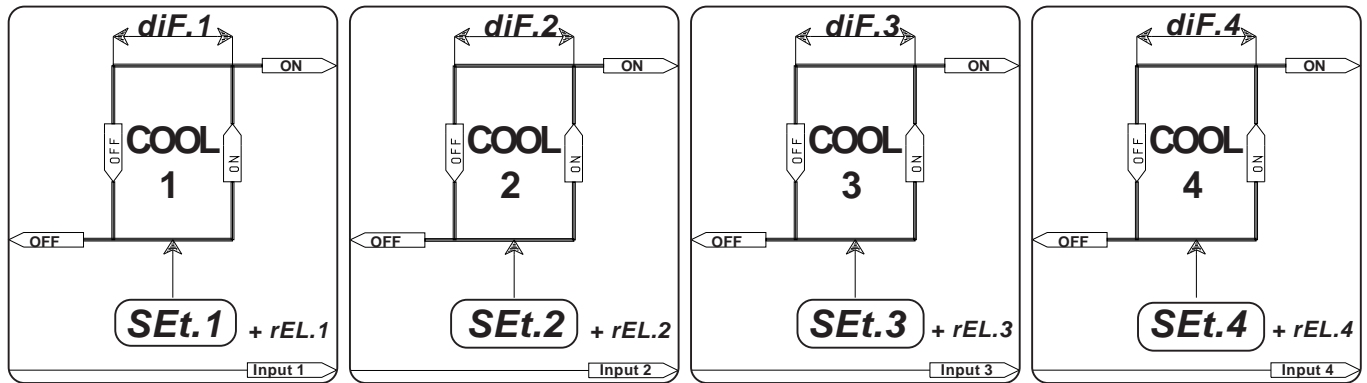 diF.1
ON
OFF
COOL
1
ON
OFF
SEt.1 + rEL.1
Input 1
diF.2
ON
OFF
COOL
2
ON
OFF
SEt.2 + rEL.2
Input 2
diF.3
ON
OFF
COOL
3
ON
OFF
SEt.3 + rEL.3
Input 3
diF.4
ON
OFF
COOL
4
ON
OFF
SEt.4 + rEL.4
Input 4